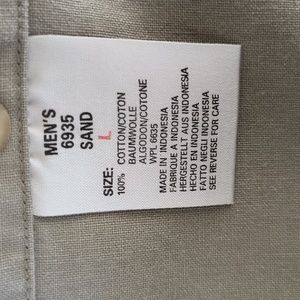 MEN'S
6935
SAND
SIZE: L
100% COTTON/COTON
BAUMWOLLE
ALGODON/COTONE
WPL 6635
MADE IN INDONESIA
FABRIQUE A INDONESIA
HERGESTELLT AUS INDONESIA
HECHO EN INDONESIA
FATTO NEGLI INDONESIA
SEE REVERSE FOR CARE